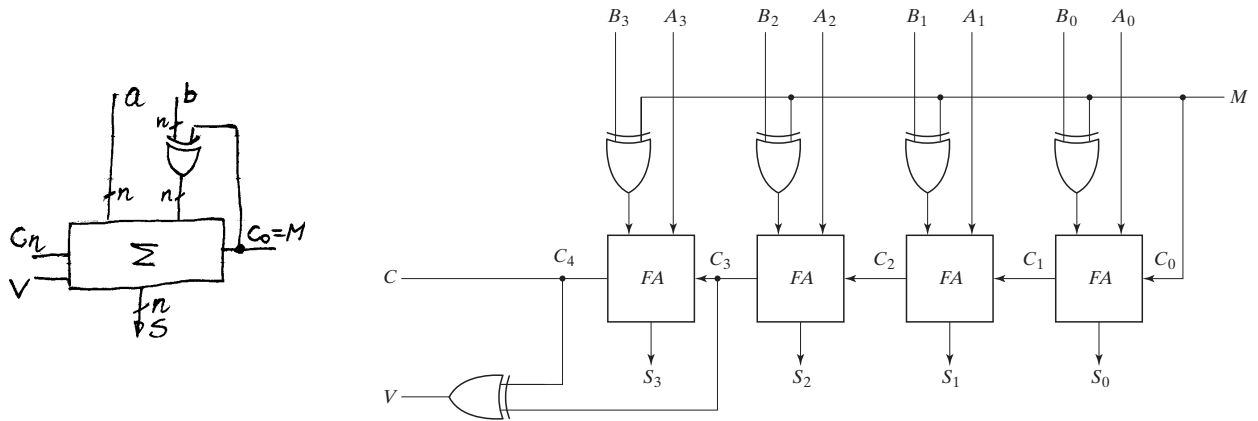 B₃ A₃ B₂ A₂ B₁ A₁ B₀ A₀
M
a b
n
n n
Cₙ Σ C₀=M
V
n
S
C C₄ FA C₃ FA C₂ FA C₁ FA C₀
S₃ S₂ S₁ S₀
V